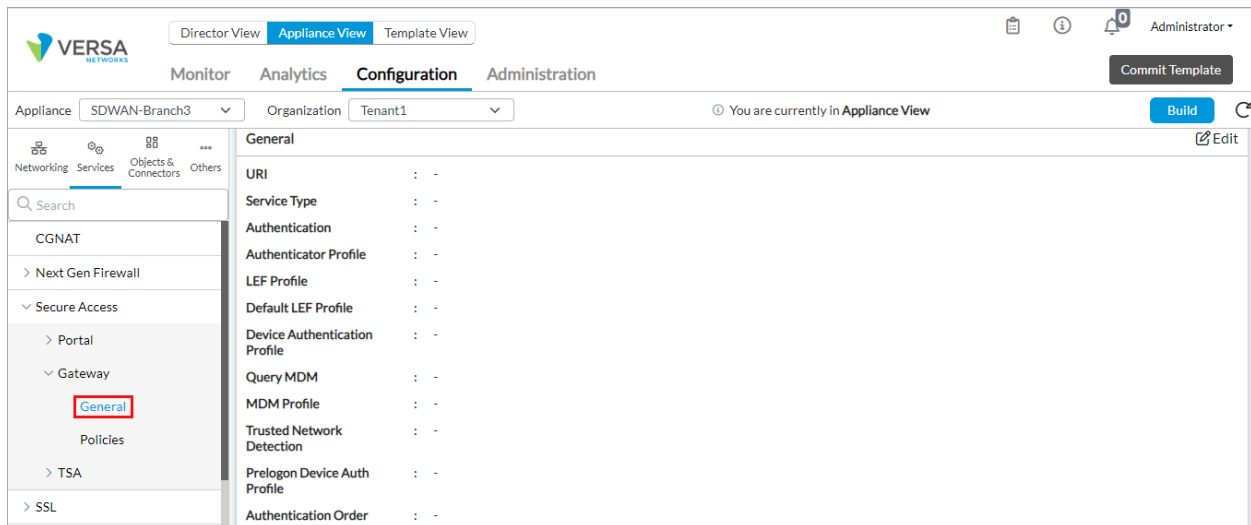 VERSA
NETWORKS
Director View Appliance View Template View
0
Administrator
Monitor Analytics Configuration Administration
Commit Template
Appliance SDWAN-Branch3 Organization Tenant1 You are currently in Appliance View Build
Networking Services Objects & Connectors Others
General Edit
Search
CGNAT
Next Gen Firewall
Secure Access
Portal
Gateway
General
Policies
TSA
SSL
URI : -
Service Type : -
Authentication : -
Authenticator Profile : -
LEF Profile : -
Default LEF Profile : -
Device Authentication : -
Profile
Query MDM : -
MDM Profile : -
Trusted Network : -
Detection
Prelogon Device Auth : -
Profile
Authentication Order : -